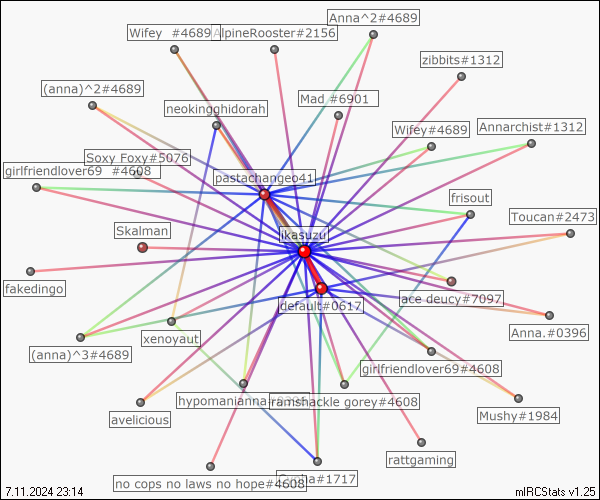 Anna^2#4689
Wifey #4689
AlpineRooster#2156
zibbits#1312
(anna)^2#4689
Mad #6901
neokingghidorah
Wifey#4689
Annarchist#1312
Soxy Foxy#5076
girlfriendlover69 #4608
pastachangeo41
frisout
Toucan#2473
Skalman
ikasuzu
fakedingo
ace deucy#7097
default#0617
Anna.#0396
xenoyaut
(anna)^3#4689
girlfriendlover69#4608
hypomanianna
ramshackle gorey#4608
Mushy#1984
avelicious
rattgaming
no cops no laws no hope#4608
#1717
7.11.2024 23:14
mIRCStats v1.25